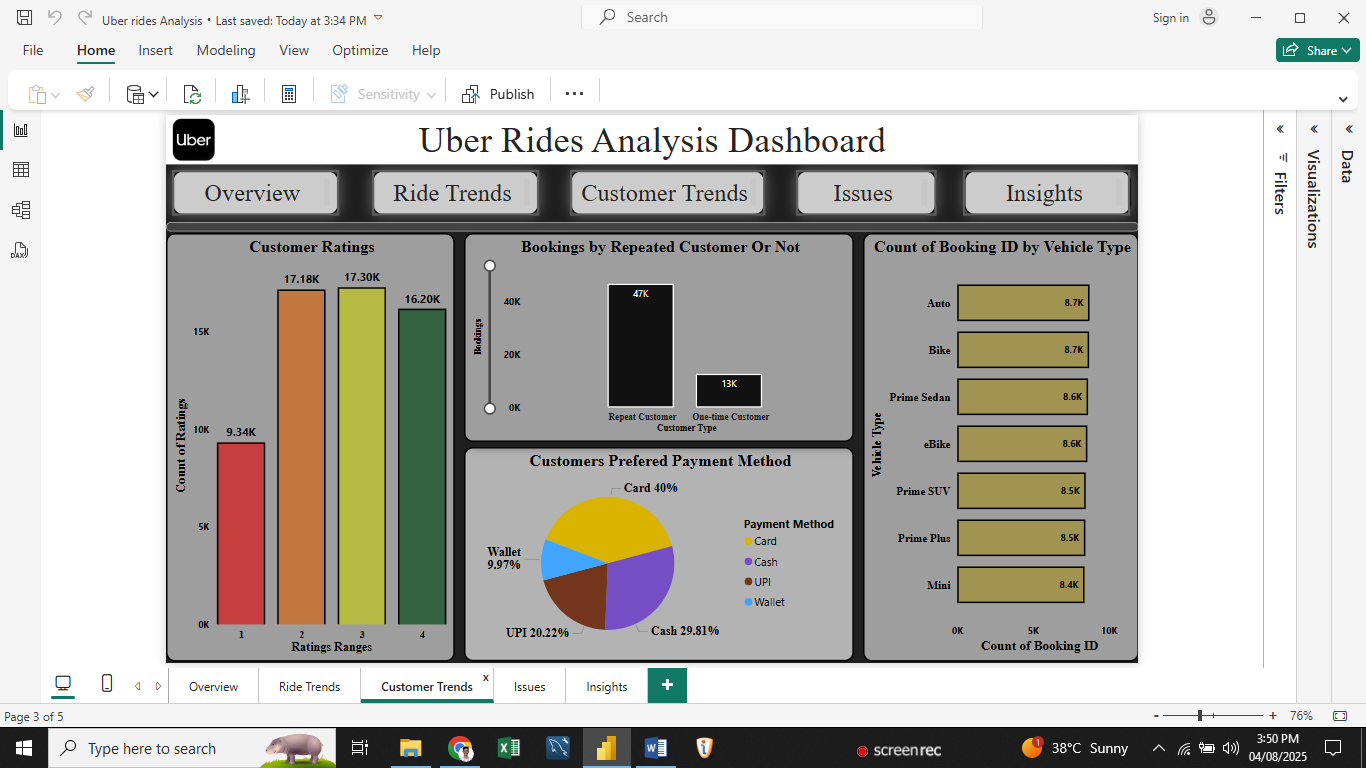 Uber rides Analysis • Last saved: Today at 3:34 PM
Search
Sign in
File
Home
Insert
Modeling
View
Optimize
Help
Share
Sensitivity
Publish
Uber
Uber Rides Analysis Dashboard
Overview
Ride Trends
Customer Trends
Issues
Insights
Customer Ratings
17.18K
17.30K
16.20K
9.34K
15K
10K
5K
0K
Count of Ratings
1
2
3
4
Ratings Ranges
Bookings by Repeated Customer Or Not
Bookings
40K
20K
0K
47K
13K
Repeat Customer
One-time Customer
Customer Type
Customers Prefered Payment Method
Card 40%
Wallet
9.97%
UPI 20.22%
Cash 29.81%
Payment Method
Card
Cash
UPI
Wallet
Count of Booking ID by Vehicle Type
Vehicle Type
Auto
8.7K
Bike
8.7K
Prime Sedan
8.6K
eBike
8.6K
Prime SUV
8.5K
Prime Plus
8.5K
Mini
8.4K
0K
5K
10K
Count of Booking ID
Filters
Visualizations
Data
DAX
Overview
Ride Trends
Customer Trends
x
Issues
Insights
+
Page 3 of 5
- + 76%
Type here to search
screenrec
1
38°C Sunny
3:50 PM
04/08/2025